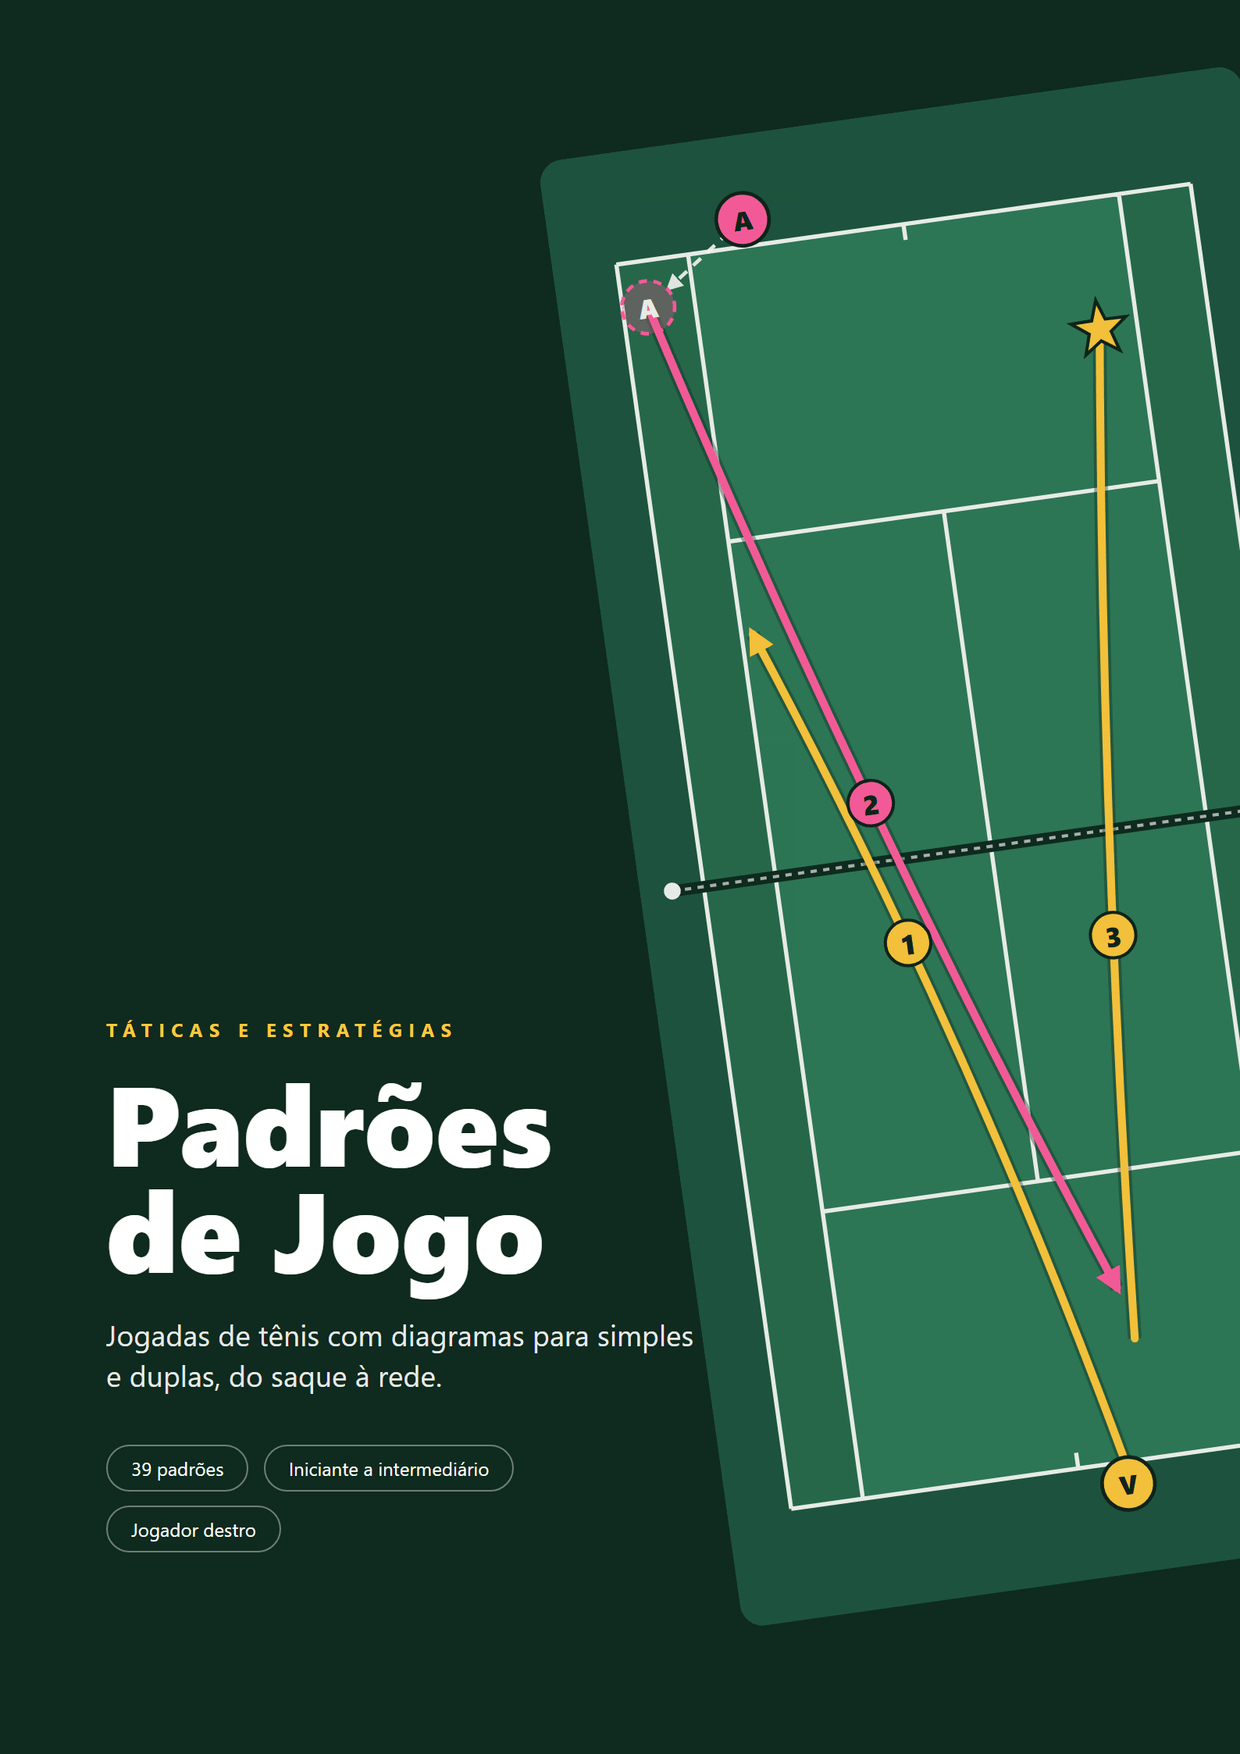 A
A
2
1
3
V
TÁTICAS E ESTRATÉGIAS
Padrões
de Jogo
Jogadas de tênis com diagramas para simples
e duplas, do saque à rede.
39 padrões
Iniciante a intermediário
Jogador destro